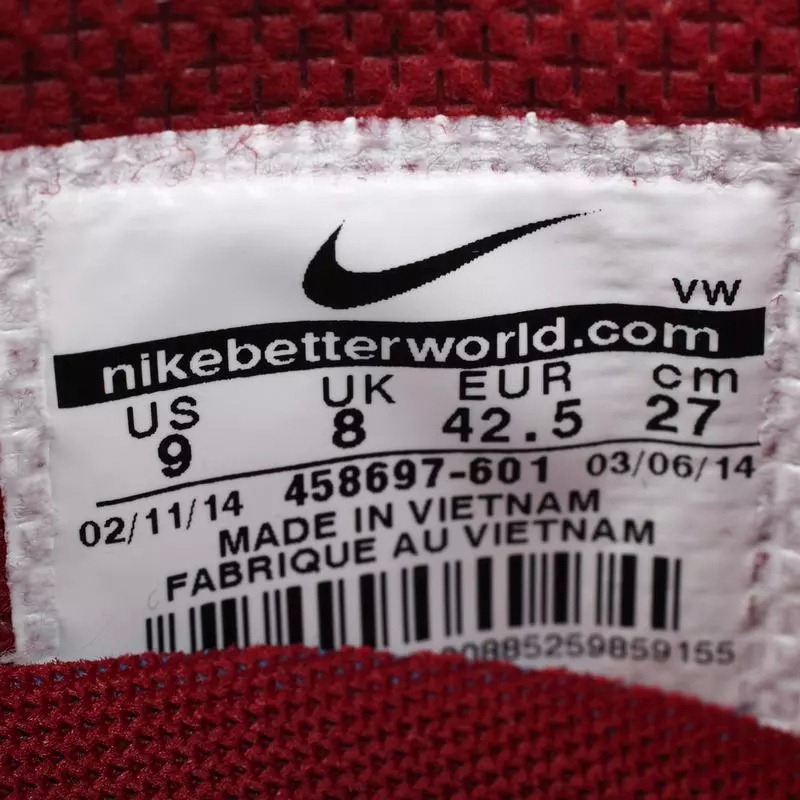 VW
nikebetterworld.com
US UK EUR cm
9 8 42.5 27
02/11/14 458697-601 03/06/14
MADE IN VIETNAM
FABRIQUE AU VIETNAM
00885259859155